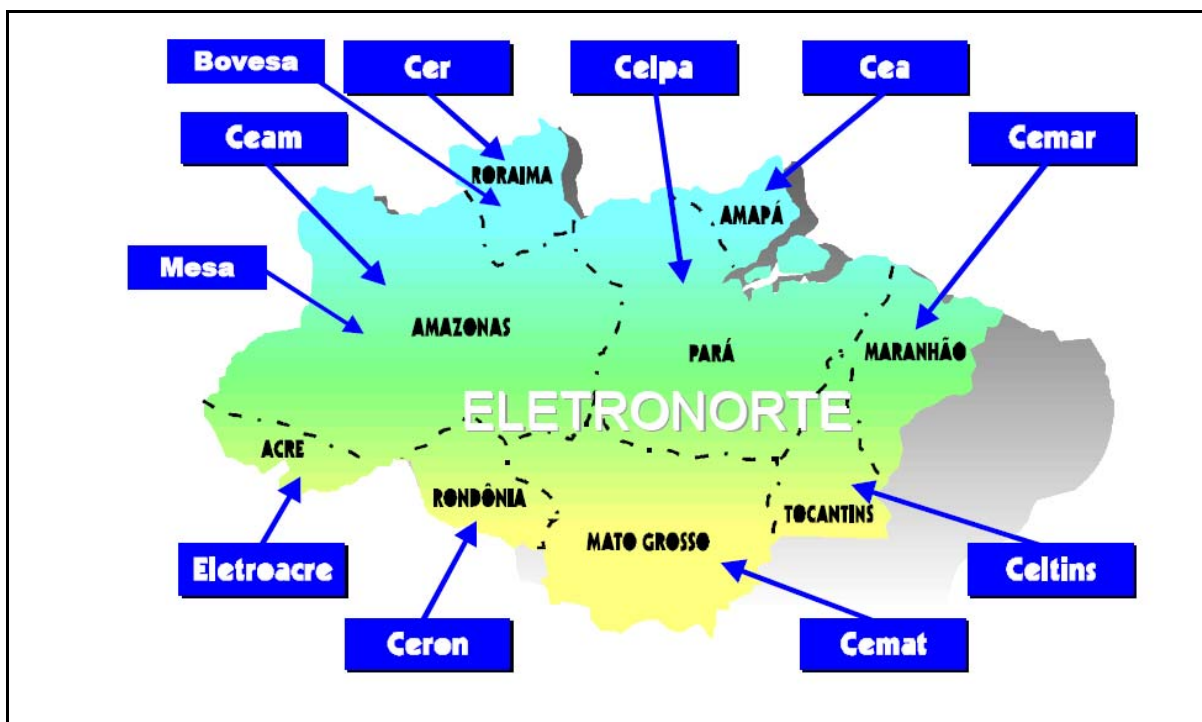 Bovesa
Cer
Celpa
Cea
Ceam
Cemar
RORAIMA
AMAPÁ
Mesa
AMAZONAS
PARÁ
MARANHÃO
ELETRONORTE
ACRE
RONDÔNIA
TOCANTINS
MATO GROSSO
Eletroacre
Celtins
Ceron
Cemat